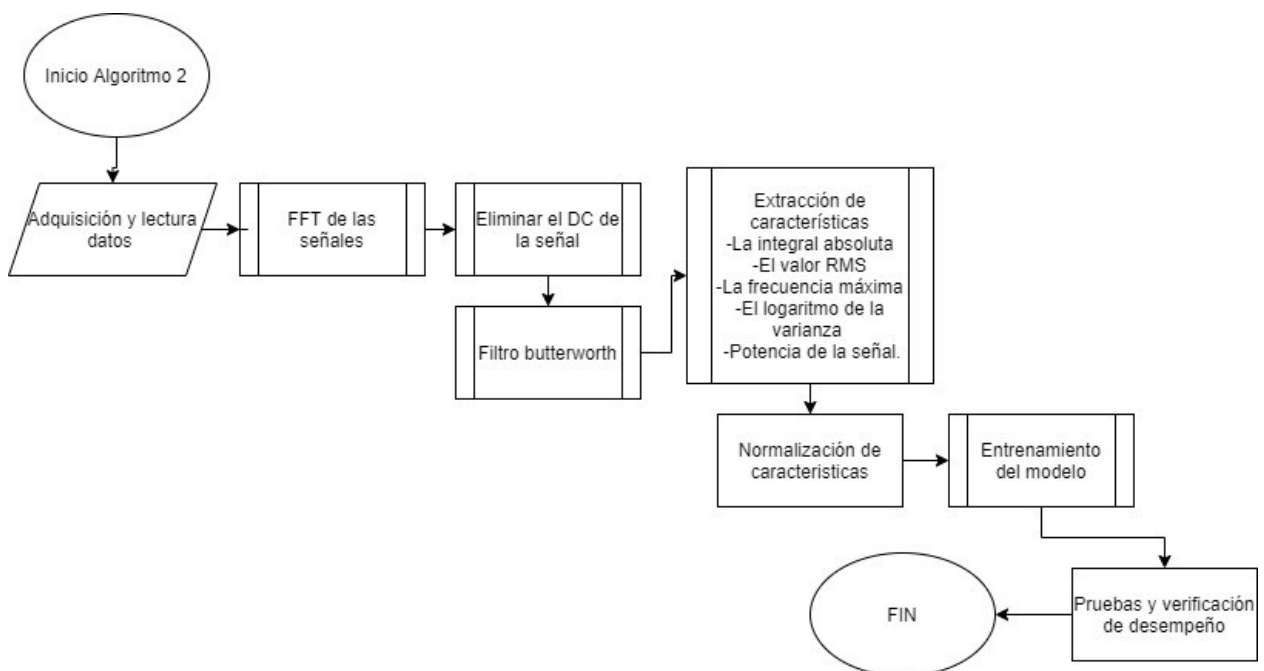 Inicio Algoritmo 2
Adquisición y lectura
datos
FFT de las
señales
Eliminar el DC de
la señal
Filtro butterworth
Extracción de
características
-La integral absoluta
-El valor RMS
-La frecuencia máxima
-El logaritmo de la
varianza
-Potencia de la señal.
Normalización de
caracteristicas
Entrenamiento
del modelo
Pruebas y verificación
de desempeño
FIN